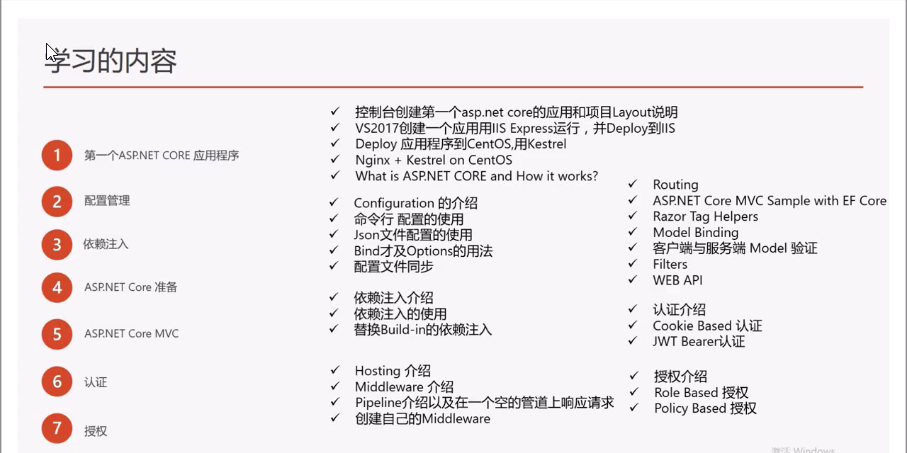 学习的内容
1 第一个ASP.NET CORE 应用程序
2 配置管理
3 依赖注入
4 ASP.NET Core 准备
5 ASP.NET Core MVC
6 认证
7 授权
✓ 控制台创建第一个asp.net core的应用和项目Layout说明
✓ VS2017创建一个应用用IIS Express运行，并Deploy到IIS
✓ Deploy 应用程序到CentOS,用Kestrel
✓ Nginx + Kestrel on CentOS
✓ What is ASP.NET CORE and How it works?
✓ Configuration 的介绍
✓ 命令行 配置的使用
✓ Json文件配置的使用
✓ Bind才及Options的用法
✓ 配置文件同步
✓ 依赖注入介绍
✓ 依赖注入的使用
✓ 替换Build-in的依赖注入
✓ Hosting 介绍
✓ Middleware 介绍
✓ Pipeline介绍以及在一个空的管道上响应请求
✓ 创建自己的Middleware
✓ Routing
✓ ASP.NET Core MVC Sample with EF Core
✓ Razor Tag Helpers
✓ Model Binding
✓ 客户端与服务端 Model 验证
✓ Filters
✓ WEB API
✓ 认证介绍
✓ Cookie Based 认证
✓ JWT Bearer认证
✓ 授权介绍
✓ Role Based 授权
✓ Policy Based 授权
激活 Windows